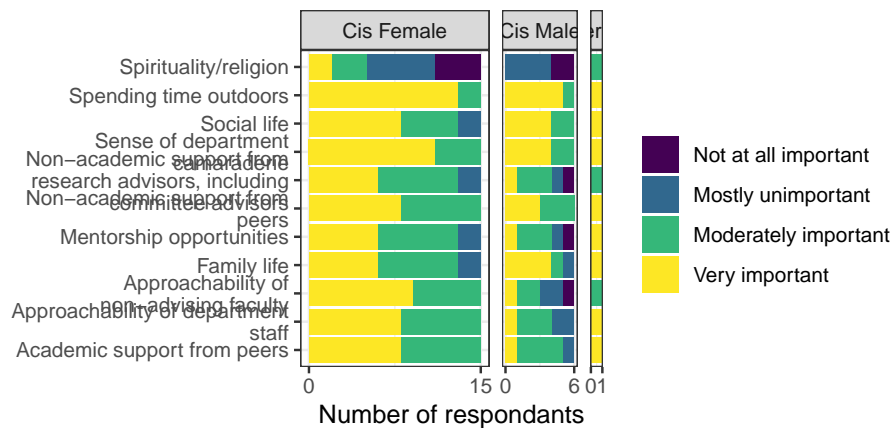 Cis Female
Cis Male
er
Spirituality/religion
Spending time outdoors
Social life
Sense of department
camaraderie
Non−academic support from
research advisors, including
committee advisors
Non−academic support from
peers
Mentorship opportunities
Family life
Approachability of
non−advising faculty
Approachability of department
staff
Academic support from peers
0 15 0 6 0 1
Number of respondants
Not at all important
Mostly unimportant
Moderately important
Very important